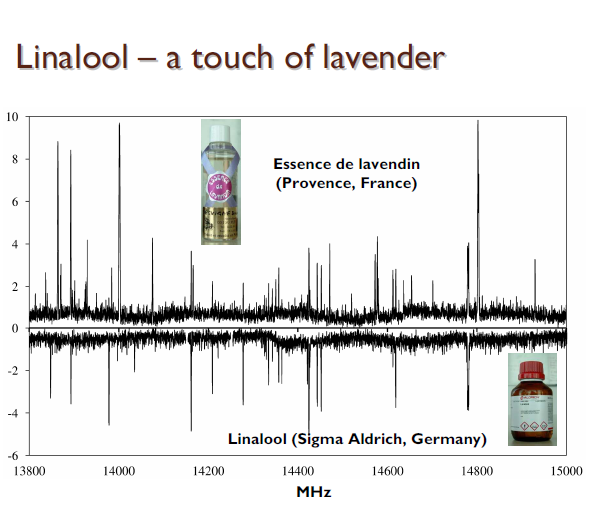 Linalool – a touch of lavender
10
8
6
4
2
0
-2
-4
-6
Essence de lavendin
(Provence, France)
Linalool (Sigma Aldrich, Germany)
13800 14000 14200 14400 14600 14800 15000
MHz